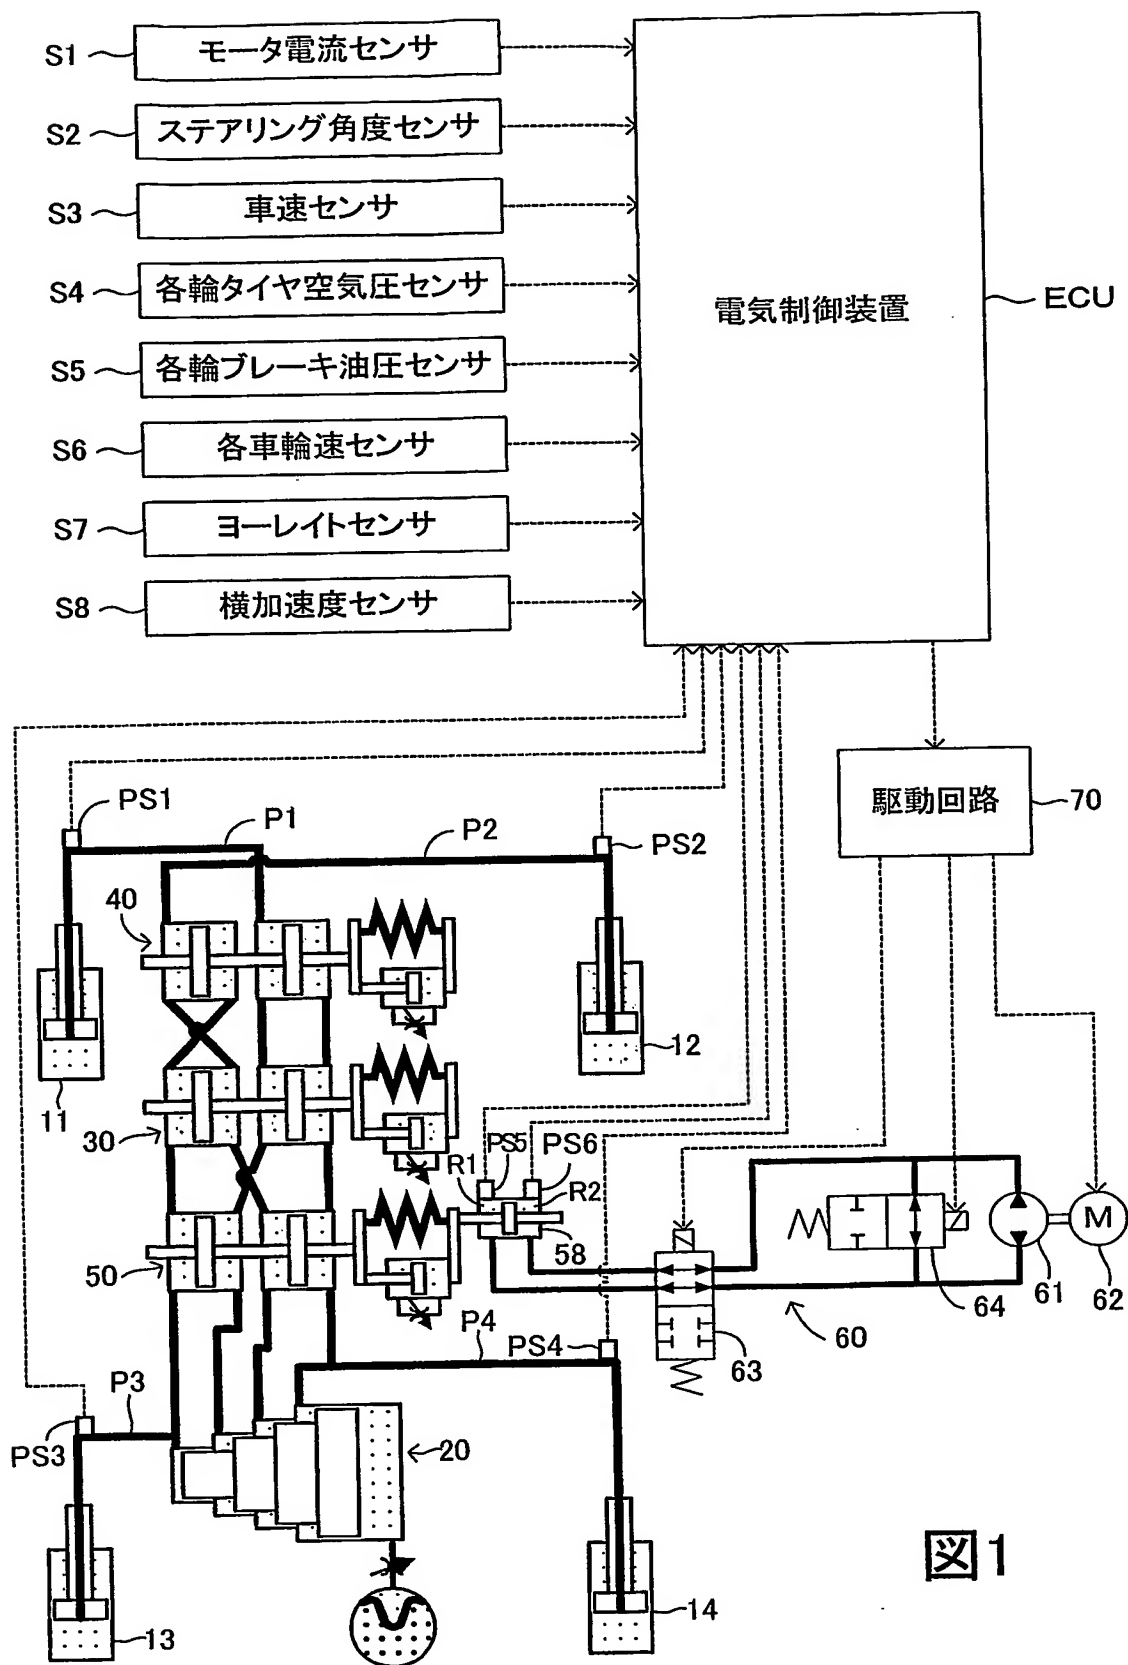 S1 モータ電流センサ
S2 ステアリング角度センサ
S3 車速センサ
S4 各輪タイヤ空気圧センサ
S5 各輪ブレーキ油圧センサ
S6 各車輪速センサ
S7 ヨーレイトセンサ
S8 横加速度センサ
電気制御装置
ECU
駆動回路
70
PS1
P1
P2
PS2
40
11
12
30
R1
PS5
PS6
R2
58
50
M
61
62
64
60
63
P4
PS4
P3
PS3
20
13
14
図1